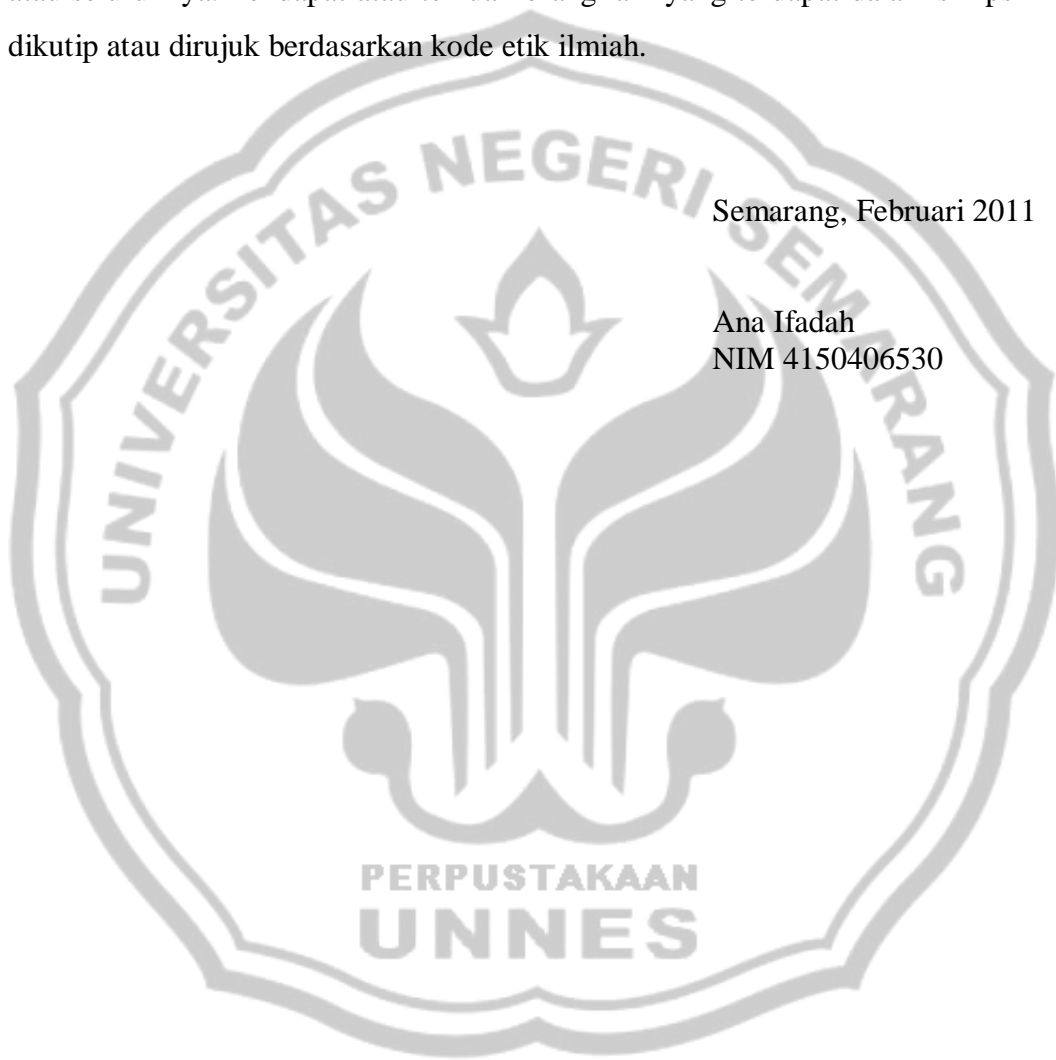 dikutip atau dirujuk berdasarkan kode etik ilmiah.
UNIVERSITAS NEGERI SEMARANG
Semarang, Februari 2011
Ana Ifadah
NIM 4150406530
PERPUSTAKAAN
UNNES